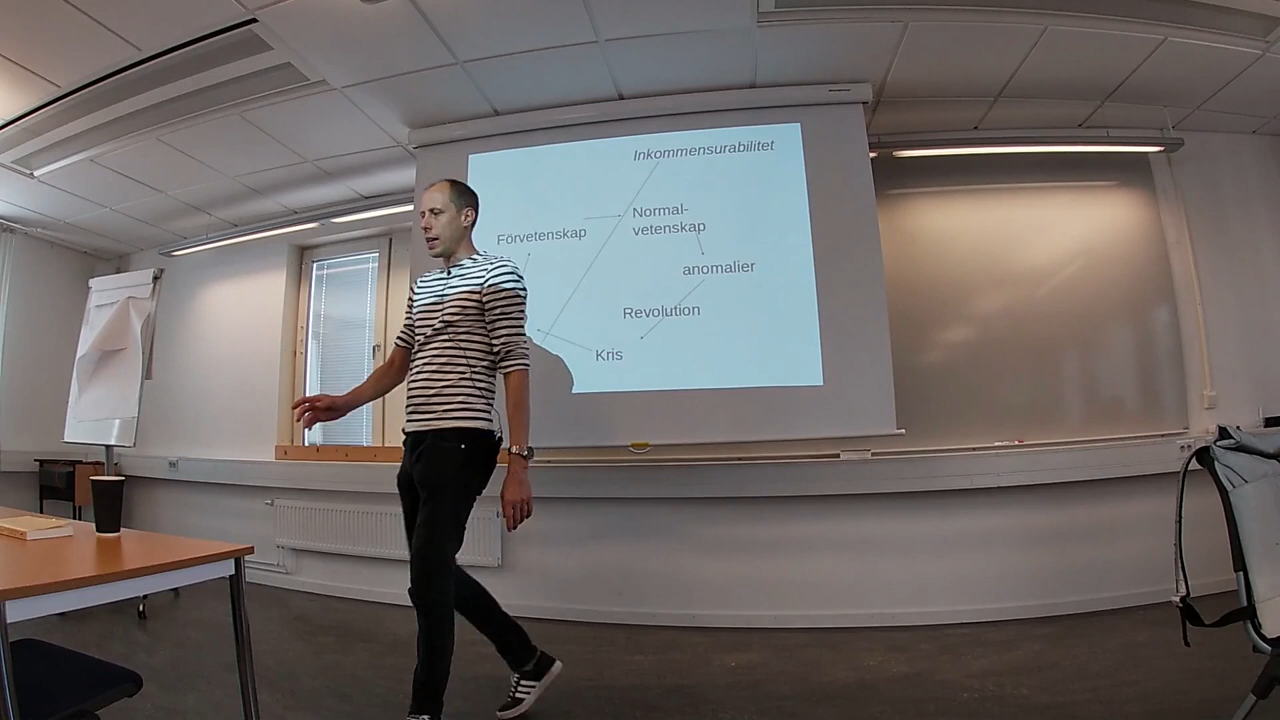 Inkommensurabilitet
Normal-
vetenskap
Förvetenskap
anomalier
Revolution
Kris